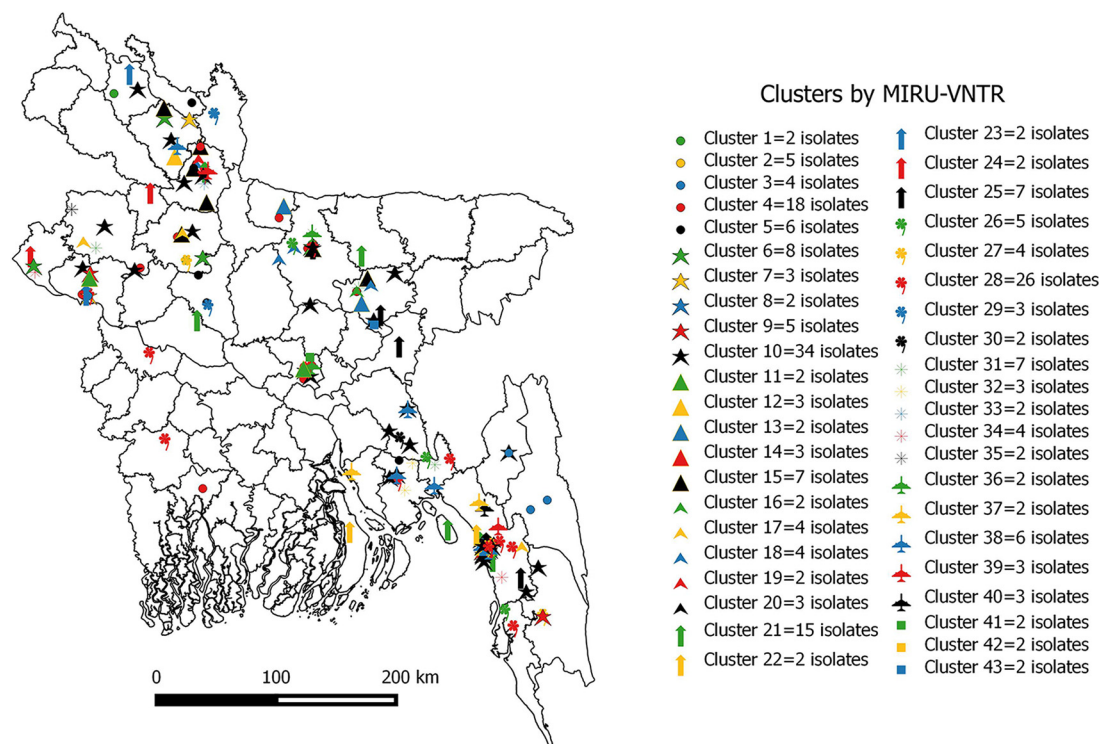 Clusters by MIRU-VNTR
Cluster 1=2 isolates
Cluster 2=5 isolates
Cluster 3=4 isolates
Cluster 4=18 isolates
Cluster 5=6 isolates
Cluster 6=8 isolates
Cluster 7=3 isolates
Cluster 8=2 isolates
Cluster 9=5 isolates
Cluster 10=34 isolates
Cluster 11=2 isolates
Cluster 12=3 isolates
Cluster 13=2 isolates
Cluster 14=3 isolates
Cluster 15=7 isolates
Cluster 16=2 isolates
Cluster 17=4 isolates
Cluster 18=4 isolates
Cluster 19=2 isolates
Cluster 20=3 isolates
Cluster 21=15 isolates
Cluster 22=2 isolates
Cluster 23=2 isolates
Cluster 24=2 isolates
Cluster 25=7 isolates
Cluster 26=5 isolates
Cluster 27=4 isolates
Cluster 28=26 isolates
Cluster 29=3 isolates
Cluster 30=2 isolates
Cluster 31=7 isolates
Cluster 32=3 isolates
Cluster 33=2 isolates
Cluster 34=4 isolates
Cluster 35=2 isolates
Cluster 36=2 isolates
Cluster 37=2 isolates
Cluster 38=6 isolates
Cluster 39=3 isolates
Cluster 40=3 isolates
Cluster 41=2 isolates
Cluster 42=2 isolates
Cluster 43=2 isolates
0 100 200 km